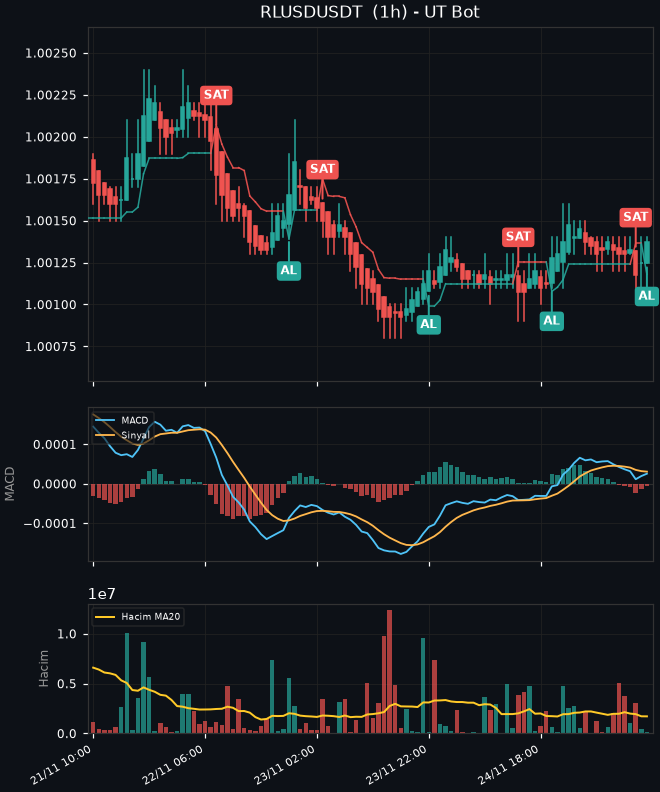 RLUSDUSDT (1h) - UT Bot
1.00250
1.00225
1.00200
1.00175
1.00150
1.00125
1.00100
1.00075
SAT
SAT
SAT
SAT
AL
AL
AL
AL
MACD
Sinyal
0.0001
0.0000
−0.0001
MACD
1e7
Hacim MA20
1.0
0.5
0.0
Hacim
21/11 10:00
22/11 06:00
23/11 02:00
23/11 22:00
24/11 18:00